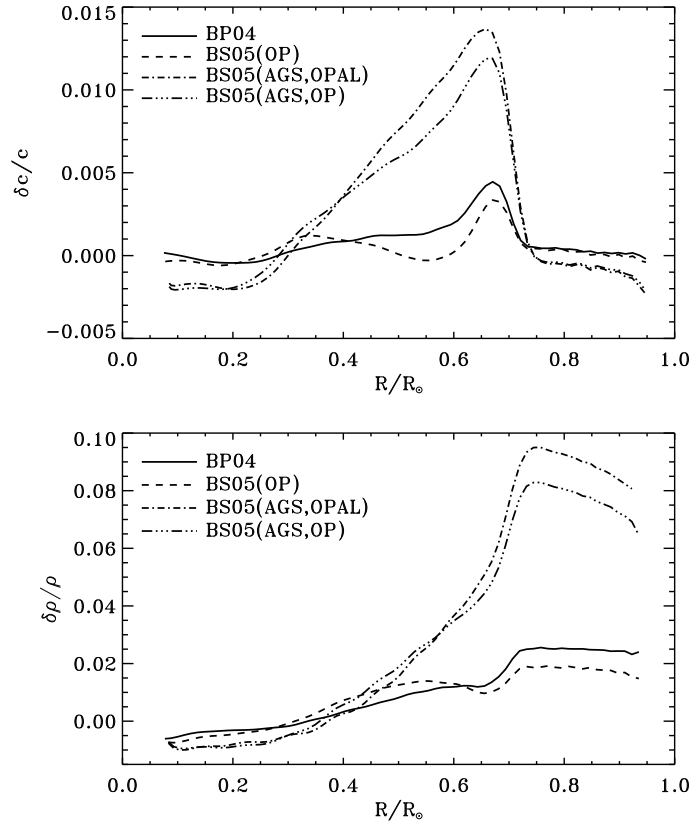 0.015
0.010
0.005
0.000
−0.005
δc/c
BP04
BS05(OP)
BS05(AGS,OPAL)
BS05(AGS,OP)
0.0 0.2 0.4 0.6 0.8 1.0
R/R☉
0.10
0.08
0.06
0.04
0.02
0.00
δρ/ρ
BP04
BS05(OP)
BS05(AGS,OPAL)
BS05(AGS,OP)
0.0 0.2 0.4 0.6 0.8 1.0
R/R☉